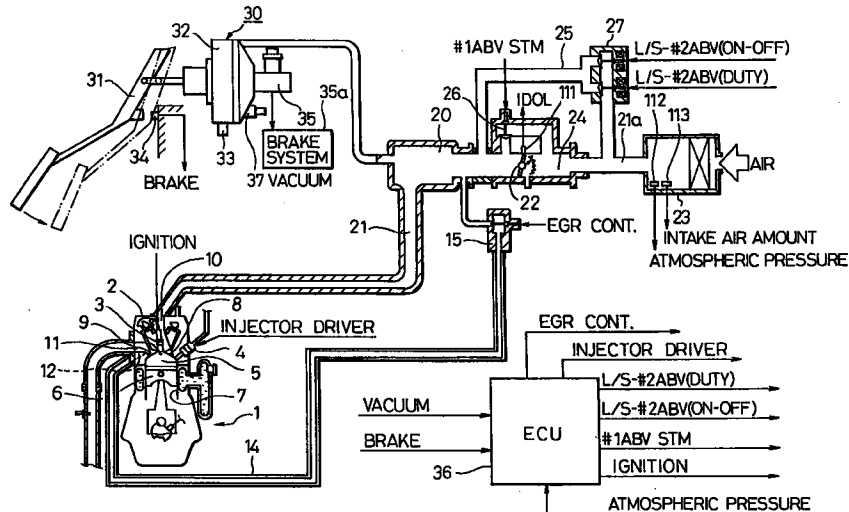 30
32
#1ABV STM
25
27
L/S-#2ABV(ON-OFF)
31
35a
L/S-#2ABV(DUTY)
26
IDOL
111
20
24
112
113
21a
35
BRAKE SYSTEM
34
33
37 VACUUM
AIR
BRAKE
22
23
21
EGR CONT.
INTAKE AIR AMOUNT
15
ATMOSPHERIC PRESSURE
IGNITION
10
2
3
8
9
INJECTOR DRIVER
11
4
12
5
6
7
1
14
EGR CONT.
INJECTOR DRIVER
L/S-#2ABV(DUTY)
VACUUM
L/S-#2ABV(ON-OFF)
ECU
BRAKE
#1ABV STM
IGNITION
36
ATMOSPHERIC PRESSURE